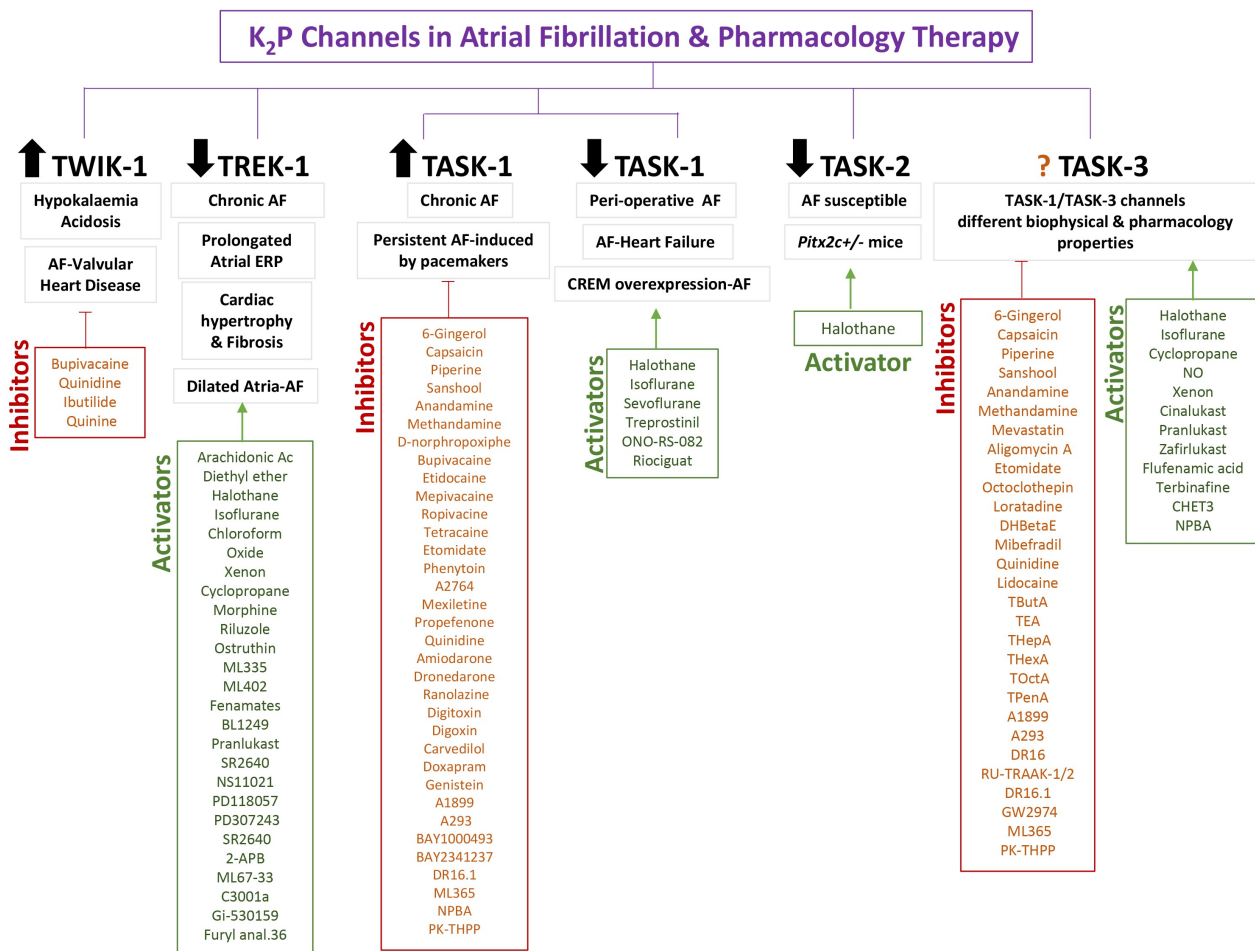 K₂P Channels in Atrial Fibrillation & Pharmacology Therapy
TWIK-1
Hypokalaemia
Acidosis
AF-Valvular
Heart Disease
Inhibitors
Bupivacaine
Quinidine
Ibutilide
Quinine
TREK-1
Chronic AF
Prolongated
Atrial ERP
Cardiac
hypertrophy
& Fibrosis
Dilated Atria-AF
Activators
Arachidonic Ac
Diethyl ether
Halothane
Isoflurane
Chloroform
Oxide
Xenon
Cyclopropane
Morphine
Riluzole
Ostruthin
ML335
ML402
Fenamates
BL1249
Pranlukast
SR2640
NS11021
PD118057
PD307243
SR2640
2-APB
ML67-33
C3001a
Gi-530159
Furyl anal.36
TASK-1
Chronic AF
Persistent AF-induced
by pacemakers
Inhibitors
6-Gingerol
Capsaicin
Piperine
Sanshool
Anandamine
Methandamine
D-norphropoxiphe
Bupivacaine
Etidocaine
Mepivacaine
Ropivacine
Tetracaine
Etomidate
Phenytoin
A2764
Mexiletine
Propefenone
Quinidine
Amiodarone
Dronedarone
Ranolazine
Digitoxin
Digoxin
Carvedilol
Doxapram
Genistein
A1899
A293
BAY1000493
BAY2341237
DR16.1
ML365
NPBA
PK-THPP
TASK-1
Peri-operative AF
AF-Heart Failure
CREM overexpression-AF
Activators
Halothane
Isoflurane
Sevoflurane
Treprostinil
ONO-RS-082
Riociguat
TASK-2
AF susceptible
Pitx2c+/- mice
Halothane
Activator
? TASK-3
TASK-1/TASK-3 channels
different biophysical & pharmacology
properties
Inhibitors
6-Gingerol
Capsaicin
Piperine
Sanshool
Anandamine
Methandamine
Mevastatin
Aligomycin A
Etomidate
Octoclothepin
Loratadine
DHBetaE
Mibefradil
Quinidine
Lidocaine
TButA
TEA
THepA
THexA
TOctA
TPenA
A1899
A293
DR16
RU-TRAAK-1/2
DR16.1
GW2974
ML365
PK-THPP
Activators
Halothane
Isoflurane
Cyclopropane
NO
Xenon
Cinalukast
Pranlukast
Zafirlukast
Flufenamic acid
Terbinafine
CHET3
NPBA